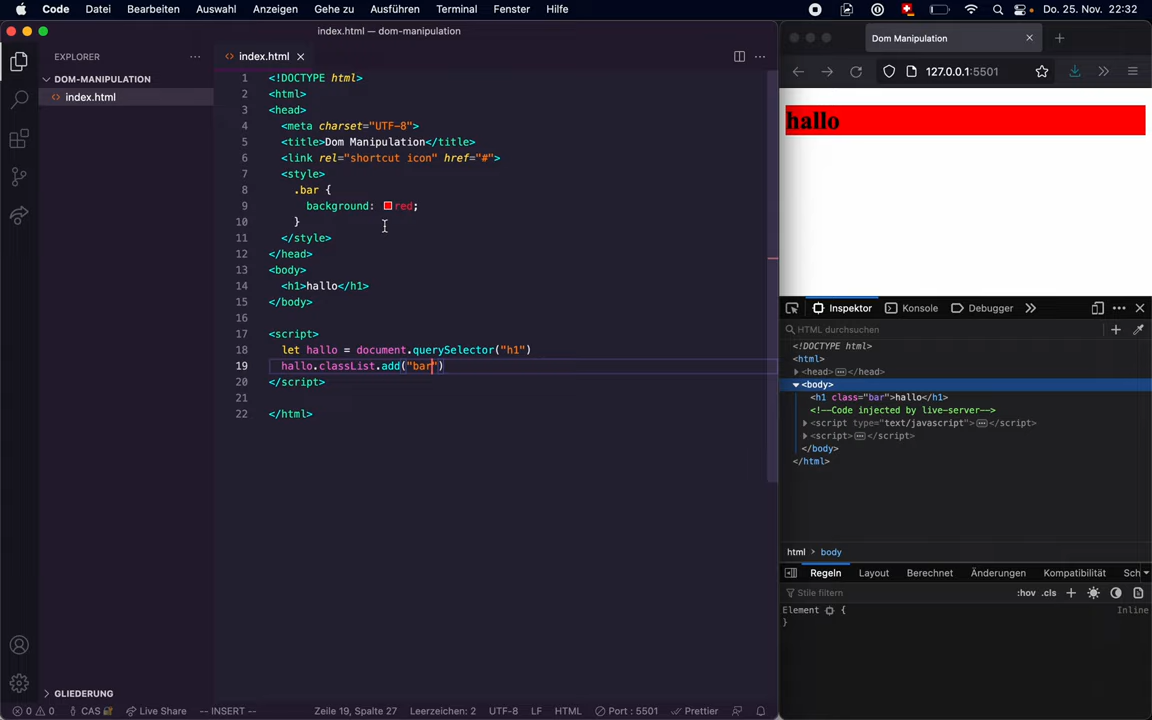 Code Datei Bearbeiten Auswahl Anzeigen Gehe zu Ausführen Terminal Fenster Hilfe Do. 25. Nov. 22:32
index.html — dom-manipulation
EXPLORER
DOM-MANIPULATION
index.html
index.html
1 <!DOCTYPE html>
2 <html>
3 <head>
4 <meta charset="UTF-8">
5 <title>Dom Manipulation</title>
6 <link rel="shortcut icon" href="#">
7 <style>
8 .bar {
9 background: red;
10 }
11 </style>
12 </head>
13 <body>
14 <h1>hallo</h1>
15 </body>
16
17 <script>
18 let hallo = document.querySelector("h1")
19 hallo.classList.add("bar")
20 </script>
21
22 </html>
GLIEDERUNG
0 0 CAS Live Share -- INSERT -- Zeile 19, Spalte 27 Leerzeichen: 2 UTF-8 LF HTML Port : 5501 Prettier
Dom Manipulation
127.0.0.1:5501
hallo
Inspektor Konsole Debugger
HTML durchsuchen
<!DOCTYPE html>
<html>
<head></head>
<body>
<h1 class="bar">hallo</h1>
<!--Code injected by live-server-->
<script type="text/javascript"></script>
<script></script>
</body>
</html>
html > body
Regeln Layout Berechnet Änderungen Kompatibilität Sch
Stile filtern :hov .cls
Element { Inline
}